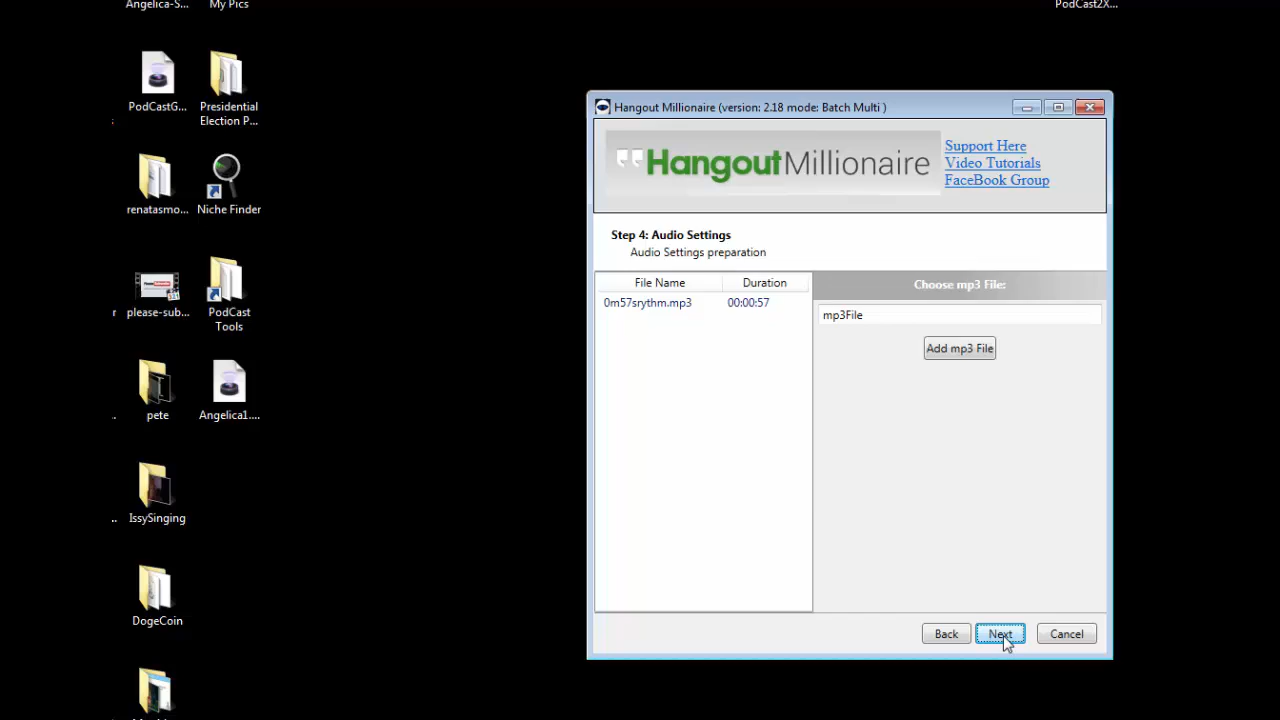 Angelica-S...
My Pics
PodCast2X...
PodCastG...
Presidential
Election P...
renatasmo...
Niche Finder
please-sub...
PodCast
Tools
pete
Angelica1....
IssySinging
DogeCoin
Hangout Millionaire (version: 2.18 mode: Batch Multi )
HangoutMillionaire
Support Here
Video Tutorials
FaceBook Group
Step 4: Audio Settings
Audio Settings preparation
File Name Duration
0m57srythm.mp3 00:00:57
Choose mp3 File:
mp3File
Add mp3 File
Back Next Cancel